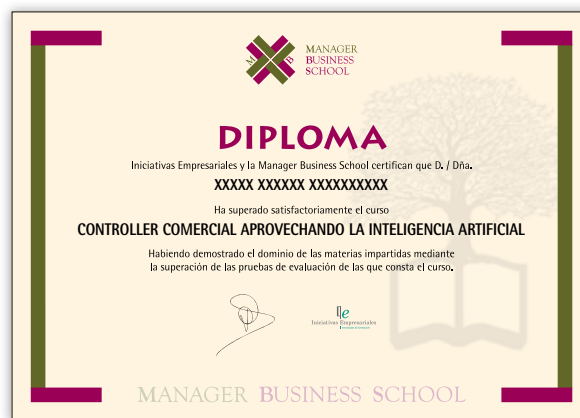 M B
MANAGER
BUSINESS
SCHOOL
DIPLOMA
Iniciativas Empresariales y la Manager Business School certifican que D. / Dña.
XXXXX XXXXXX XXXXXXXXXX
Ha superado satisfactoriamente el curso
CONTROLLER COMERCIAL APROVECHANDO LA INTELIGENCIA ARTIFICIAL
Habiendo demostrado el dominio de las materias impartidas mediante
la superación de las pruebas de evaluación de las que consta el curso.
Iniciativas Empresariales
MANAGER BUSINESS SCHOOL